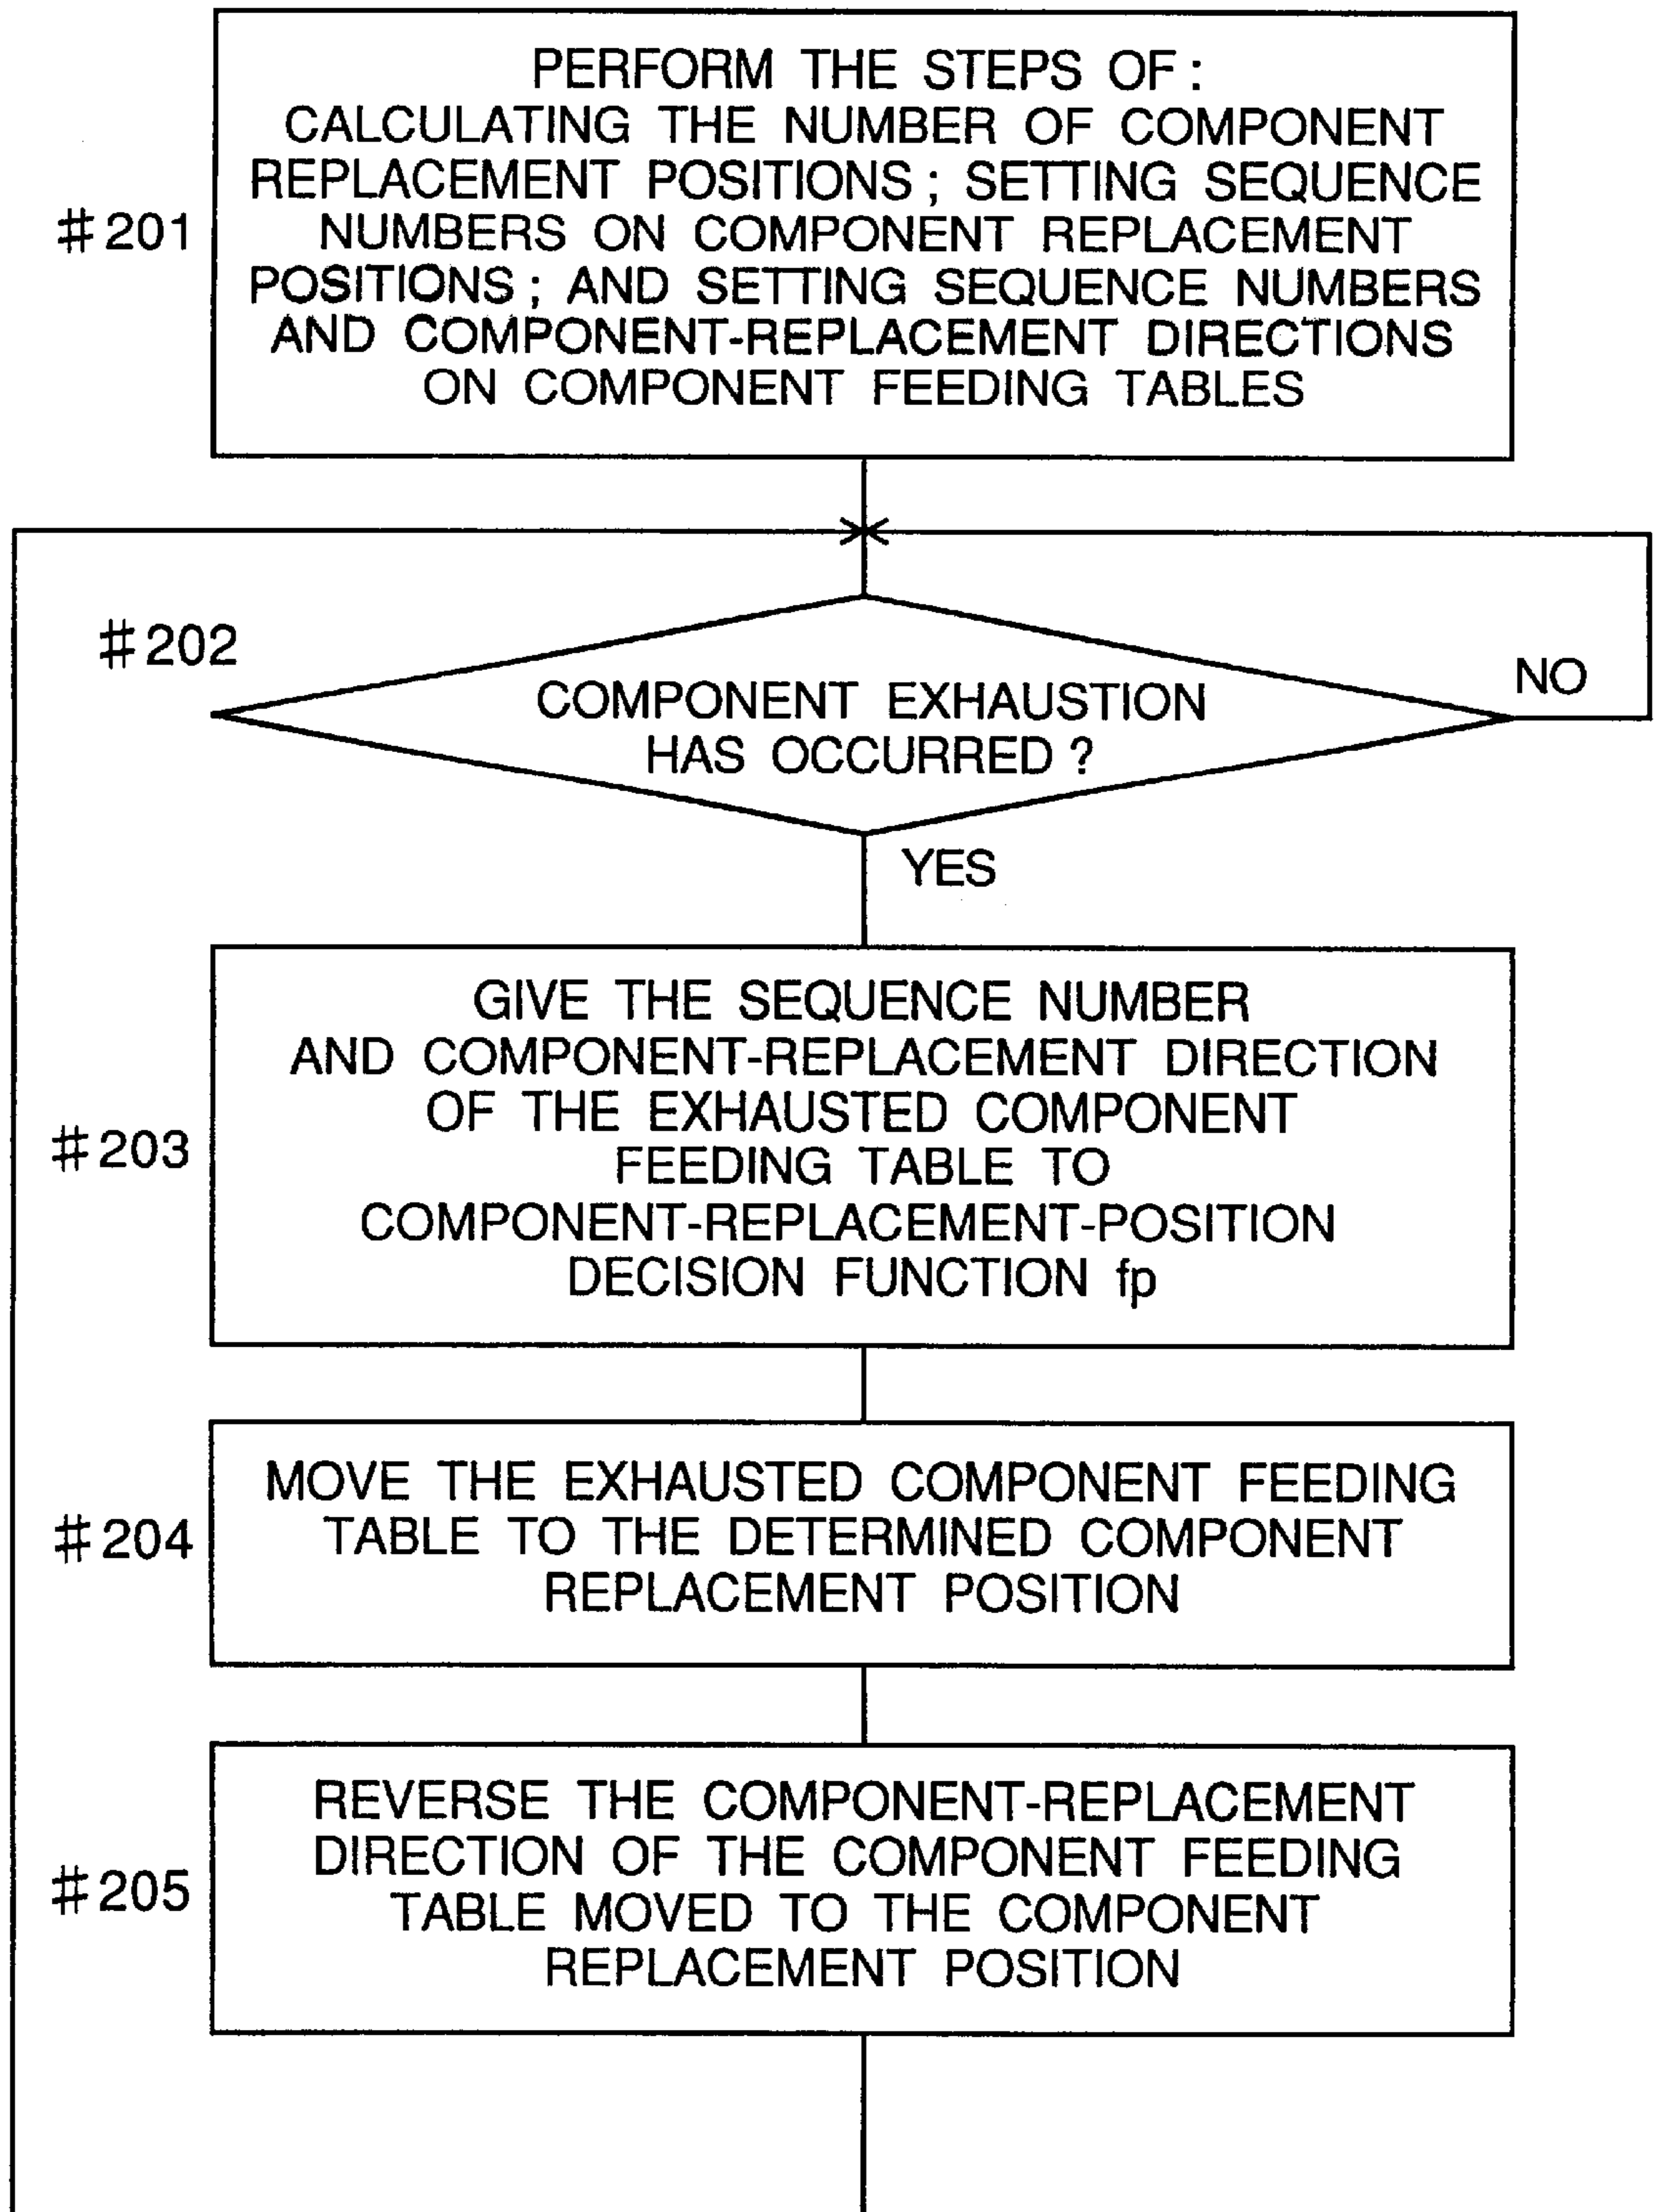 PERFORM THE STEPS OF :
CALCULATING THE NUMBER OF COMPONENT
REPLACEMENT POSITIONS ; SETTING SEQUENCE
#201
NUMBERS ON COMPONENT REPLACEMENT
POSITIONS ; AND SETTING SEQUENCE NUMBERS
AND COMPONENT-REPLACEMENT DIRECTIONS
ON COMPONENT FEEDING TABLES
#202
NO
COMPONENT EXHAUSTION
HAS OCCURRED ?
YES
GIVE THE SEQUENCE NUMBER
AND COMPONENT-REPLACEMENT DIRECTION
OF THE EXHAUSTED COMPONENT
#203
FEEDING TABLE TO
COMPONENT-REPLACEMENT-POSITION
DECISION FUNCTION fp
MOVE THE EXHAUSTED COMPONENT FEEDING
#204
TABLE TO THE DETERMINED COMPONENT
REPLACEMENT POSITION
REVERSE THE COMPONENT-REPLACEMENT
DIRECTION OF THE COMPONENT FEEDING
#205
TABLE MOVED TO THE COMPONENT
REPLACEMENT POSITION